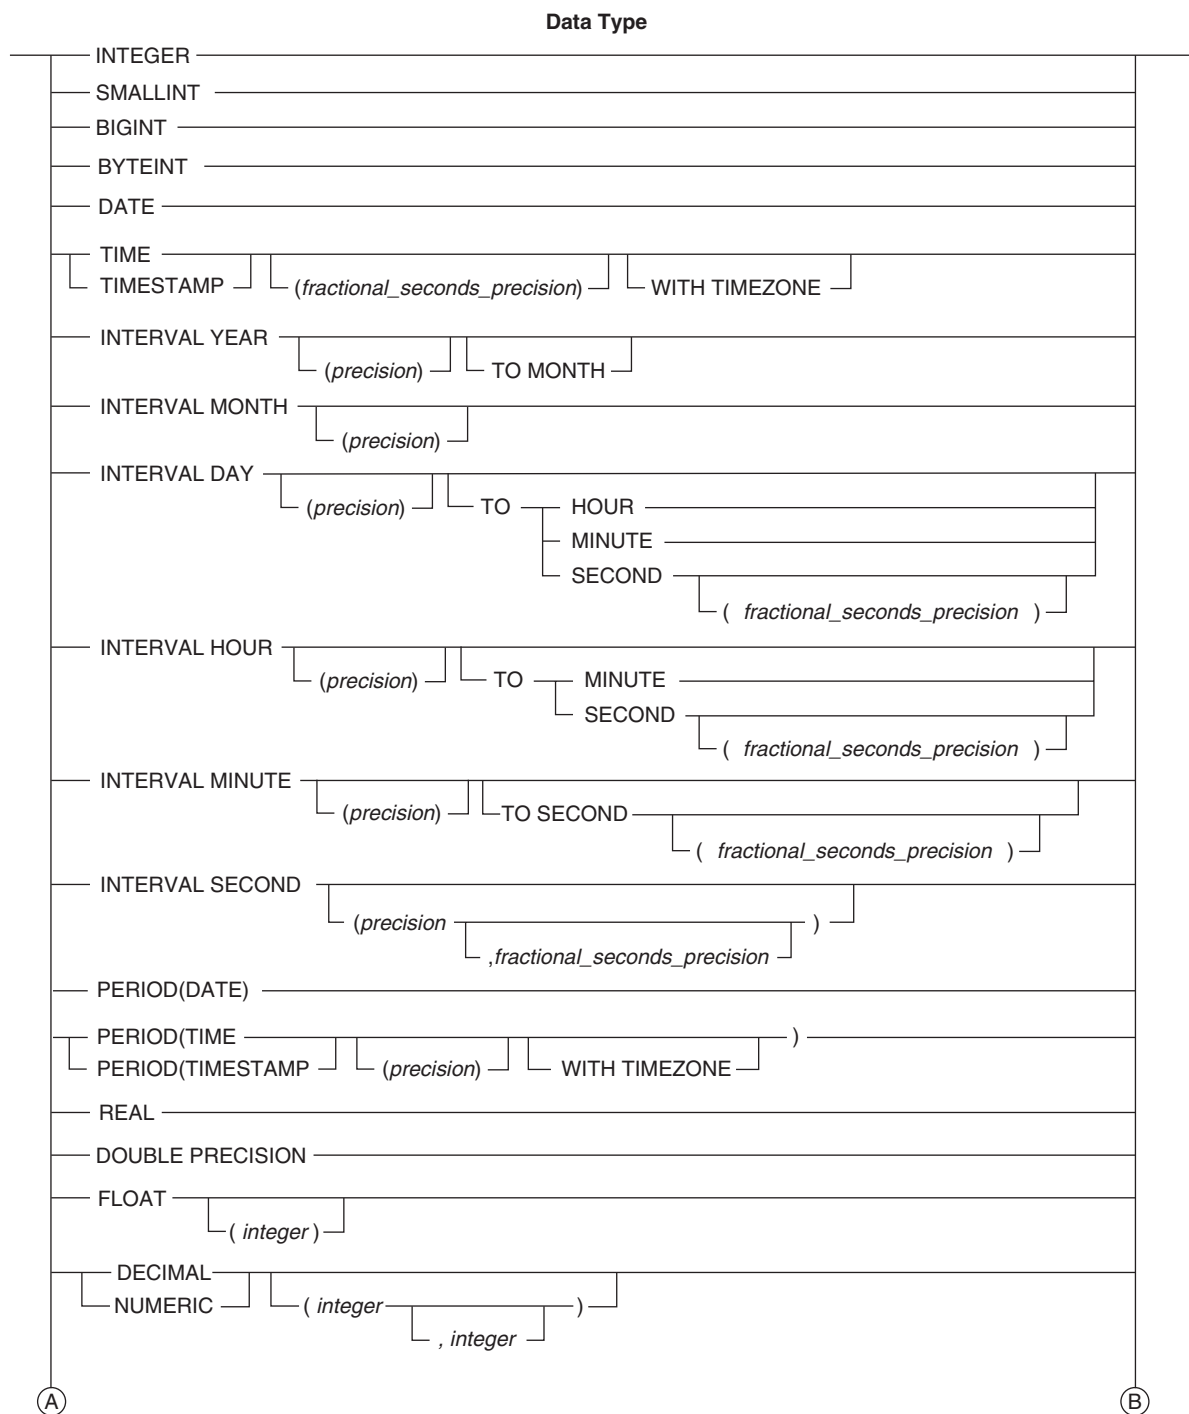 Data Type
INTEGER
SMALLINT
BIGINT
BYTEINT
DATE
TIME
TIMESTAMP (fractional_seconds_precision) WITH TIMEZONE
INTERVAL YEAR
(precision) TO MONTH
INTERVAL MONTH
(precision)
INTERVAL DAY
(precision) TO HOUR
MINUTE
SECOND
( fractional_seconds_precision )
INTERVAL HOUR
(precision) TO MINUTE
SECOND
( fractional_seconds_precision )
INTERVAL MINUTE
(precision) TO SECOND
( fractional_seconds_precision )
INTERVAL SECOND
(precision )
,fractional_seconds_precision
PERIOD(DATE)
PERIOD(TIME )
PERIOD(TIMESTAMP (precision) WITH TIMEZONE
REAL
DOUBLE PRECISION
FLOAT
( integer )
DECIMAL
NUMERIC ( integer )
, integer
A B